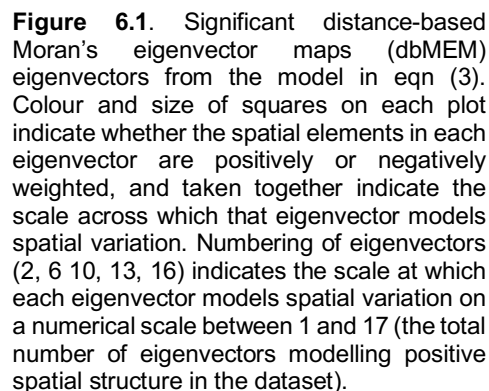 Figure 6.1. Significant distance-based
Moran’s eigenvector maps (dbMEM)
eigenvectors from the model in eqn (3).
Colour and size of squares on each plot
indicate whether the spatial elements in each
eigenvector are positively or negatively
weighted, and taken together indicate the
scale across which that eigenvector models
spatial variation. Numbering of eigenvectors
(2, 6 10, 13, 16) indicates the scale at which
each eigenvector models spatial variation on
a numerical scale between 1 and 17 (the total
number of eigenvectors modelling positive
spatial structure in the dataset).